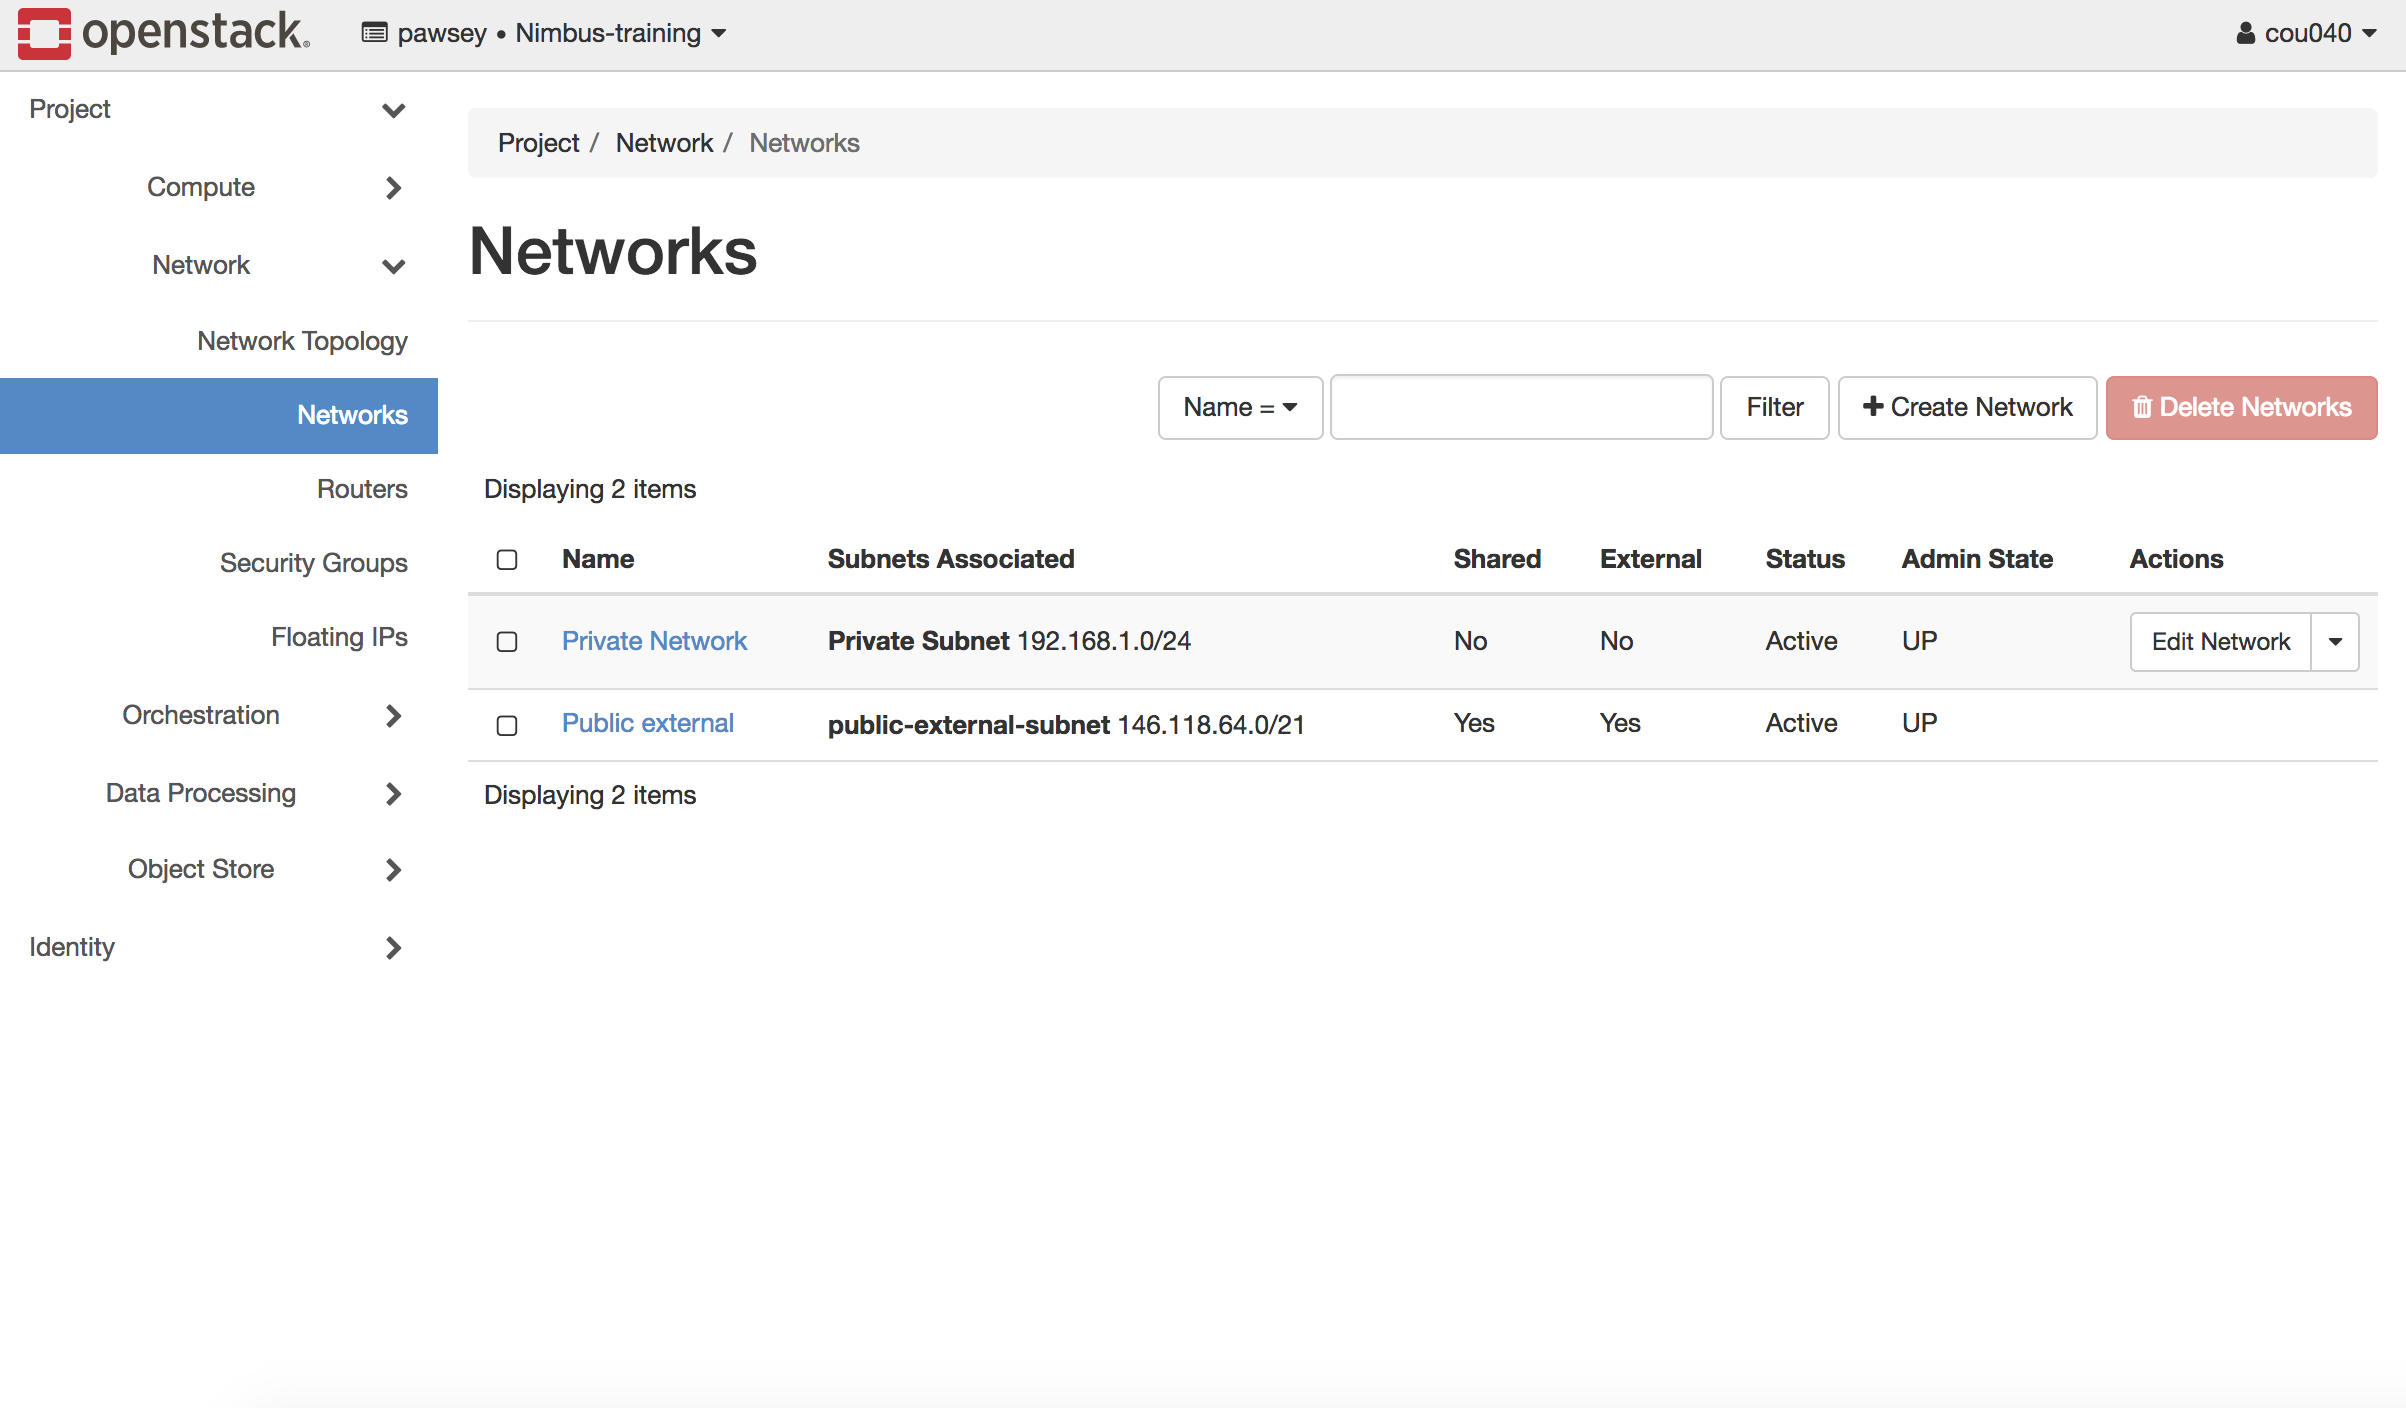 openstack. pawsey • Nimbus-training cou040
Project
Compute
Network
Network Topology
Networks
Routers
Security Groups
Floating IPs
Orchestration
Data Processing
Object Store
Identity
Project / Network / Networks
Networks
Name = Filter + Create Network Delete Networks
Displaying 2 items
Name Subnets Associated Shared External Status Admin State Actions
Private Network Private Subnet 192.168.1.0/24 No No Active UP Edit Network
Public external public-external-subnet 146.118.64.0/21 Yes Yes Active UP
Displaying 2 items